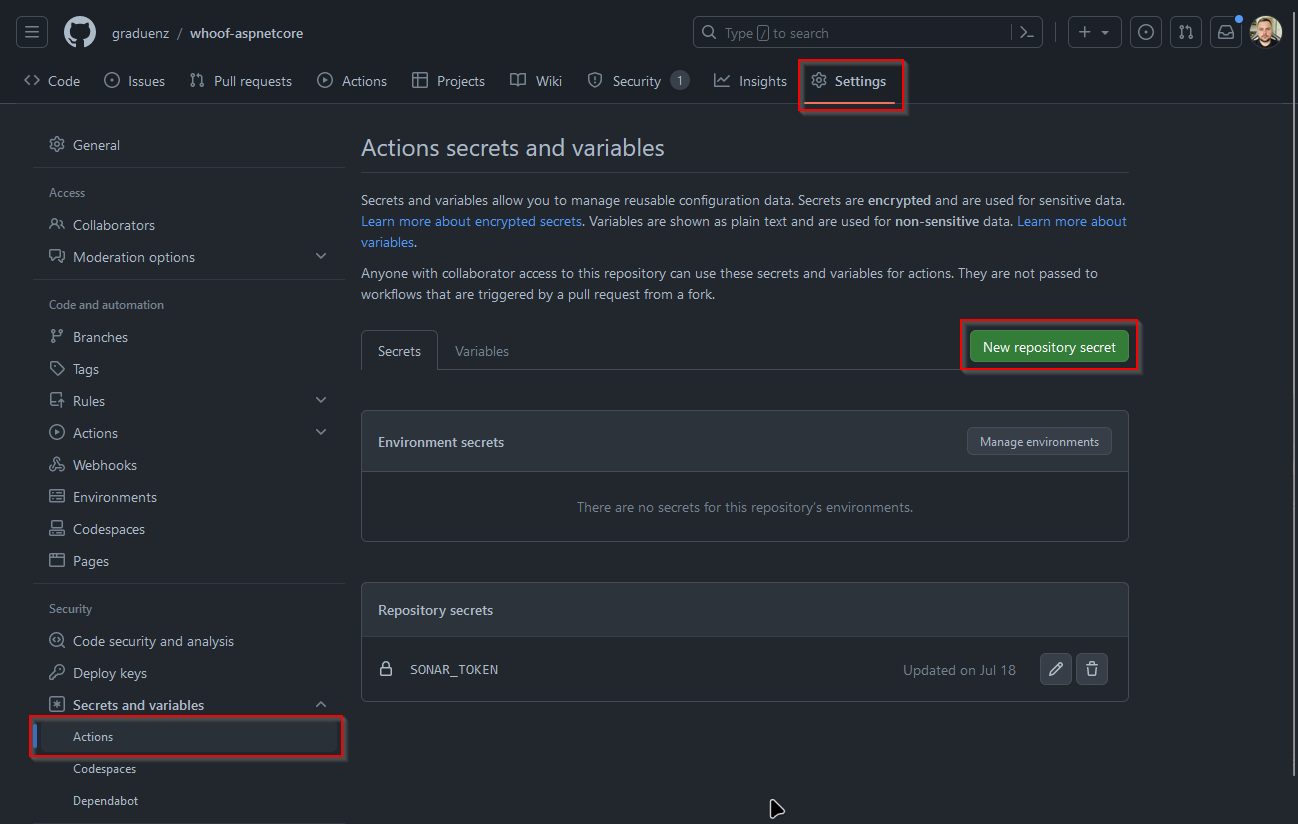 graduenz / whoof-aspnetcore
Type / to search
Code
Issues
Pull requests
Actions
Projects
Wiki
Security 1
Insights
Settings
General
Access
Collaborators
Moderation options
Code and automation
Branches
Tags
Rules
Actions
Webhooks
Environments
Codespaces
Pages
Security
Code security and analysis
Deploy keys
Secrets and variables
Actions
Codespaces
Dependabot
Actions secrets and variables
Secrets and variables allow you to manage reusable configuration data. Secrets are encrypted and are used for sensitive data.
Learn more about encrypted secrets. Variables are shown as plain text and are used for non-sensitive data. Learn more about
variables.
Anyone with collaborator access to this repository can use these secrets and variables for actions. They are not passed to
workflows that are triggered by a pull request from a fork.
Secrets
Variables
New repository secret
Environment secrets
Manage environments
There are no secrets for this repository's environments.
Repository secrets
SONAR_TOKEN
Updated on Jul 18